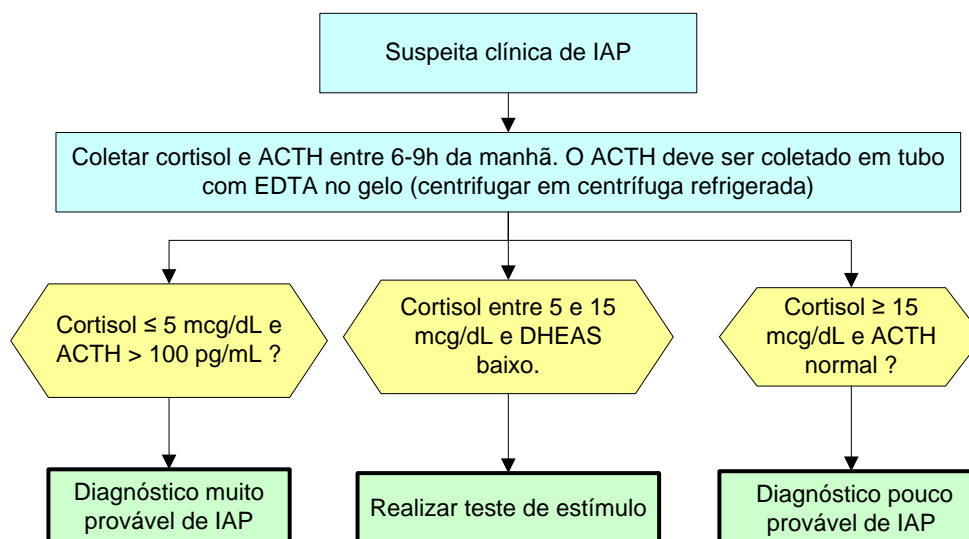 Suspeita clínica de IAP
Coletar cortisol e ACTH entre 6-9h da manhã. O ACTH deve ser coletado em tubo
com EDTA no gelo (centrifugar em centrífuga refrigerada)
Cortisol ≤ 5 mcg/dL e
ACTH > 100 pg/mL ?
Cortisol entre 5 e 15
mcg/dL e DHEAS
baixo.
Cortisol ≥ 15
mcg/dL e ACTH
normal ?
Diagnóstico muito
provável de IAP
Realizar teste de estímulo
Diagnóstico pouco
provável de IAP